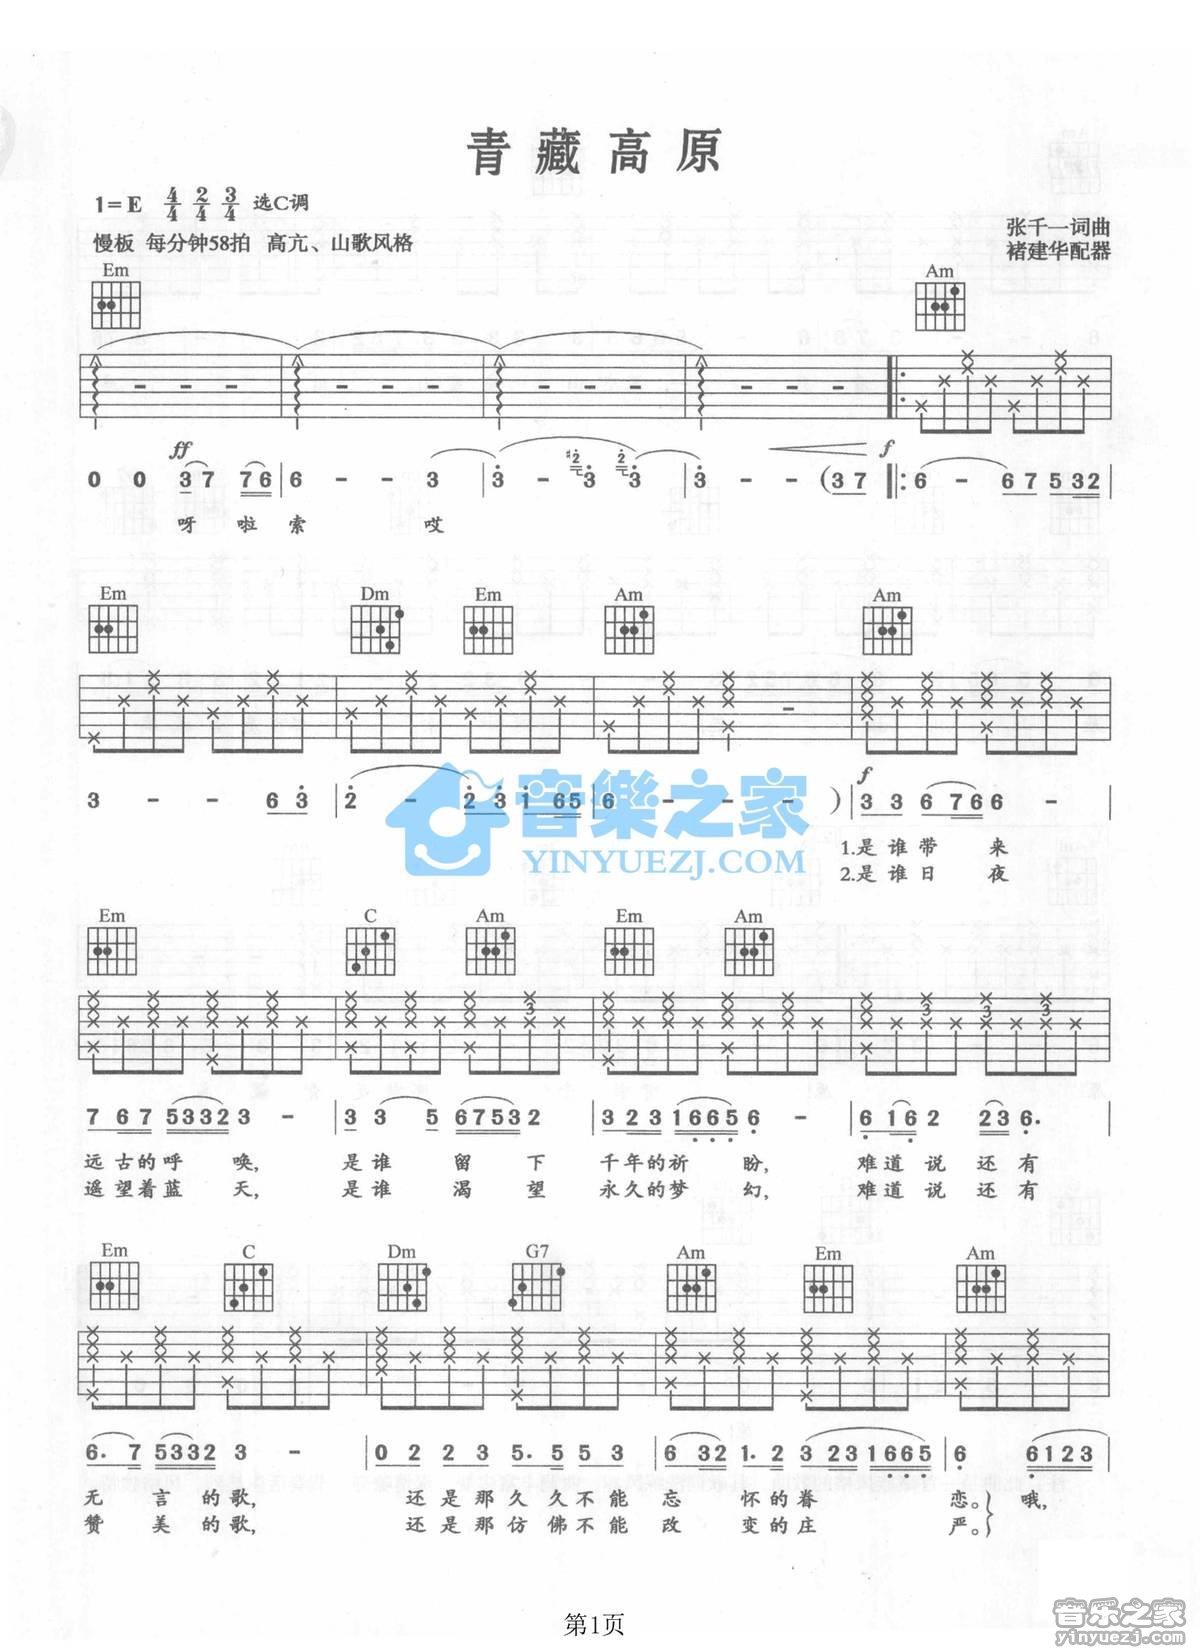 青藏高原
1=E 4/4 2/4 3/4 选C调
张千一词曲
慢板 每分钟58拍 高亢、山歌风格
褚建华配器
Em Am
ff f
0 0 3 7 7 6 6 - - 3 3 - #2 3 2 3 3 - - (3 7 6 - 6 7 5 3 2
呀 啦 索 哎
Em Dm Em Am Am
f
3 - - 6 3 2 - 2 3 1 6 5 6 - - ) 3 3 6 7 6 6 -
音樂之家
YINYUEZJ.COM
1.是谁带 来
2.是谁日 夜
Em C Am Em Am
3 3 3 3
7 6 7 5 3 3 2 3 - 3 3 5 6 7 5 3 2 3 2 3 1 6 6 5 6 6 1 6 2 2 3 6.
远古的呼 唤, 是谁 留 下 千年的祈 盼, 难道说还有
遥望着蓝 天, 是谁 渴 望 永久的梦 幻, 难道说还有
Em C Dm G7 Am Em Am
6. 7 5 3 3 2 3 - 0 2 2 3 5. 5 5 3 6 3 2 1. 2 3 2 3 1 6 6 5 6 6 1 2 3
无 言 的歌, 还是那久久不能 忘 怀的眷 恋。 哦,
赞 美 的歌, 还是那仿佛不能 改 变的庄 严。
第1页
音乐之家
yinyuezj.com